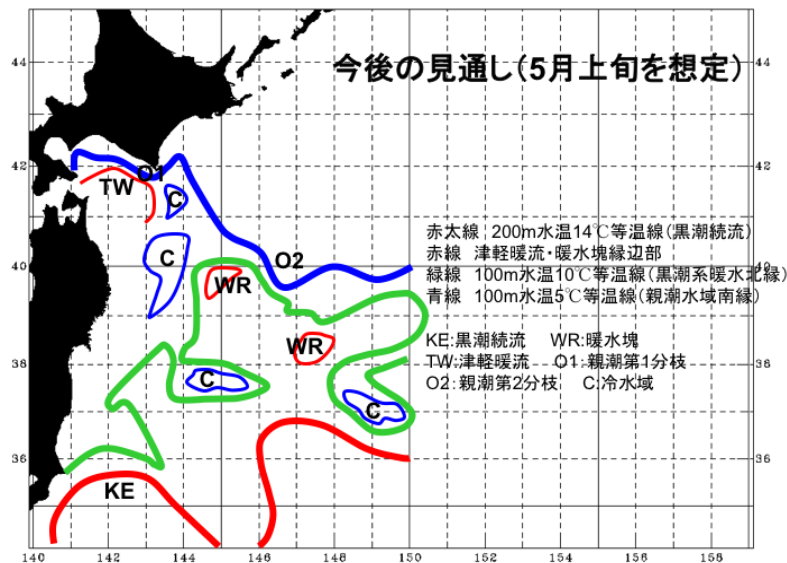 今後の見通し(5月上旬を想定)
44
44
42
42
O1
TW
C
赤太線 200m水温14℃等温線(黒潮続流)
赤線 津軽暖流・暖水塊縁辺部
緑線 100m水温10℃等温線(黒潮系暖水北縁)
青線 100m水温5℃等温線(親潮水域南縁)
C
O2
40
40
WR
KE:黒潮続流 WR:暖水塊
TW:津軽暖流 O1:親潮第1分枝
O2:親潮第2分枝 C:冷水域
WR
38
38
C
C
36
36
KE
140 142 144 146 148 150 152 154 156 158